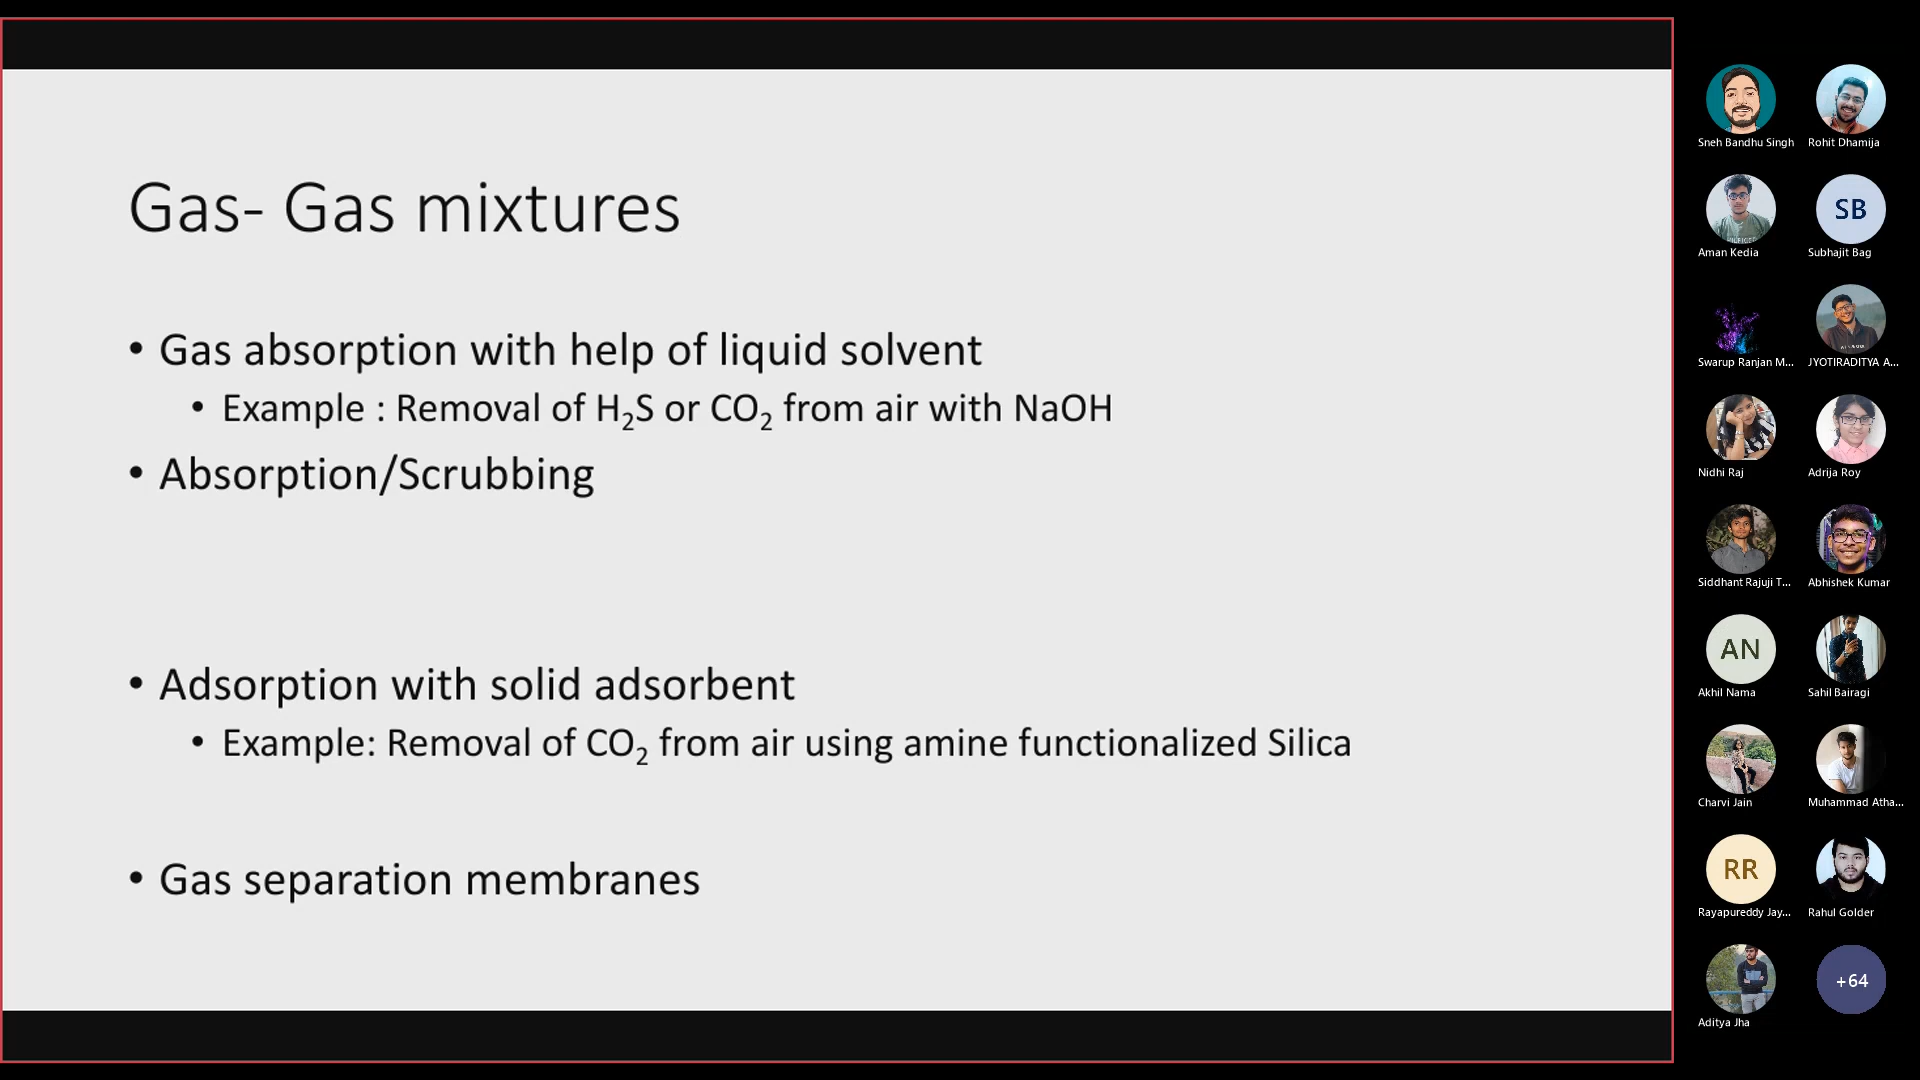 Gas- Gas mixtures
• Gas absorption with help of liquid solvent
• Example : Removal of H₂S or CO₂ from air with NaOH
• Absorption/Scrubbing
• Adsorption with solid adsorbent
• Example: Removal of CO₂ from air using amine functionalized Silica
• Gas separation membranes
Sneh Bandhu Singh
Rohit Dhamija
Aman Kedia
SB
Subhajit Bag
Swarup Ranjan M...
JYOTIRADITYA A...
Nidhi Raj
Adrija Roy
Siddhant Rajuji T...
Abhishek Kumar
AN
Akhil Nama
Sahil Bairagi
Charvi Jain
Muhammad Atha...
RR
Rayapureddy Jay...
Rahul Golder
Aditya Jha
+64